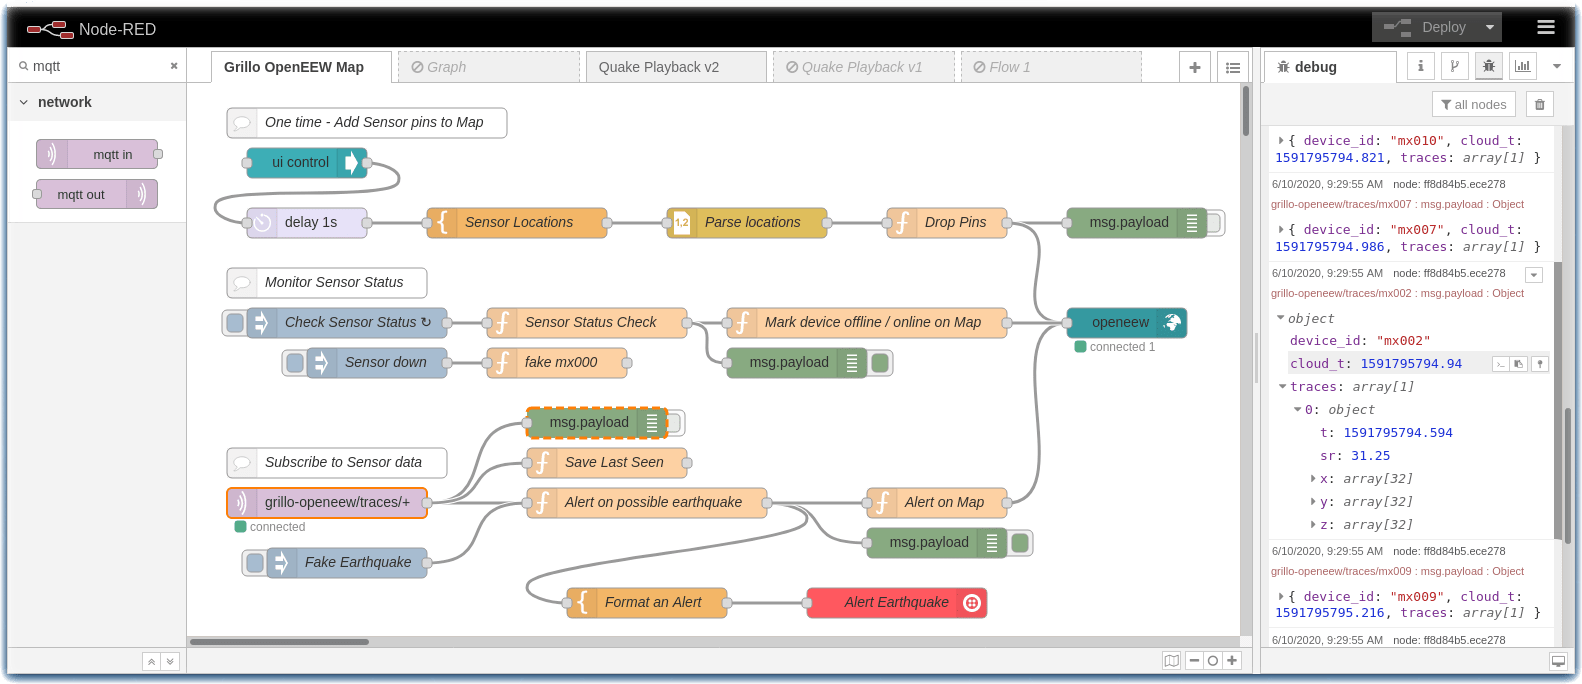 Node-RED
Deploy
mqtt
network
mqtt in
mqtt out
Grillo OpenEEW Map
Graph
Quake Playback v2
Quake Playback v1
Flow 1
One time - Add Sensor pins to Map
ui control
delay 1s
Sensor Locations
1,2
Parse locations
Drop Pins
msg.payload
Monitor Sensor Status
Check Sensor Status ↻
Sensor Status Check
Mark device offline / online on Map
openeew
connected 1
Sensor down
fake mx000
msg.payload
msg.payload
Subscribe to Sensor data
Save Last Seen
grillo-openeew/traces/+
connected
Alert on possible earthquake
Alert on Map
msg.payload
Fake Earthquake
Format an Alert
Alert Earthquake
debug
all nodes
{ device_id: "mx010", cloud_t:
1591795794.821, traces: array[1] }
6/10/2020, 9:29:55 AM node: ff8d84b5.ece278
grillo-openeew/traces/mx007 : msg.payload : Object
{ device_id: "mx007", cloud_t:
1591795794.986, traces: array[1] }
6/10/2020, 9:29:55 AM node: ff8d84b5.ece278
grillo-openeew/traces/mx002 : msg.payload : Object
object
device_id: "mx002"
cloud_t: 1591795794.94
traces: array[1]
0: object
t: 1591795794.594
sr: 31.25
x: array[32]
y: array[32]
z: array[32]
6/10/2020, 9:29:55 AM node: ff8d84b5.ece278
grillo-openeew/traces/mx009 : msg.payload : Object
{ device_id: "mx009", cloud_t:
1591795795.216, traces: array[1] }
6/10/2020, 9:29:55 AM node: ff8d84b5.ece278